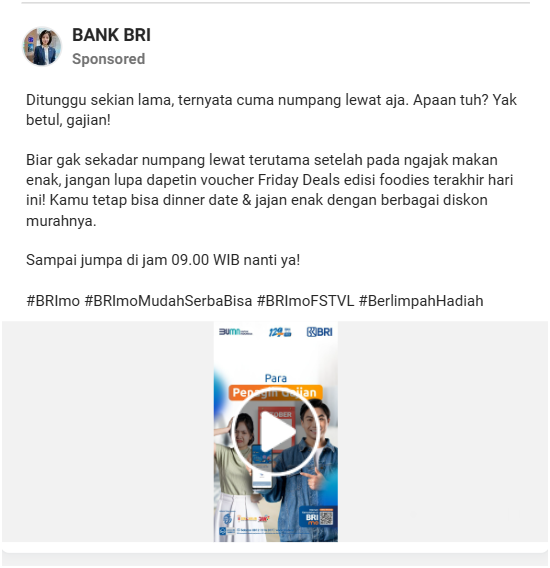 BANK BRI
Sponsored
Ditunggu sekian lama, ternyata cuma numpang lewat aja. Apaan tuh? Yak
betul, gajian!
Biar gak sekadar numpang lewat terutama setelah pada ngajak makan
enak, jangan lupa dapetin voucher Friday Deals edisi foodies terakhir hari
ini! Kamu tetap bisa dinner date & jajan enak dengan berbagai diskon
murahnya.
Sampai jumpa di jam 09.00 WIB nanti ya!
#BRImo #BRImoMudahSerbaBisa #BRImoFSTVL #BerlimpahHadiah
BUMN 129 BRI
Para
Gajian
BRI